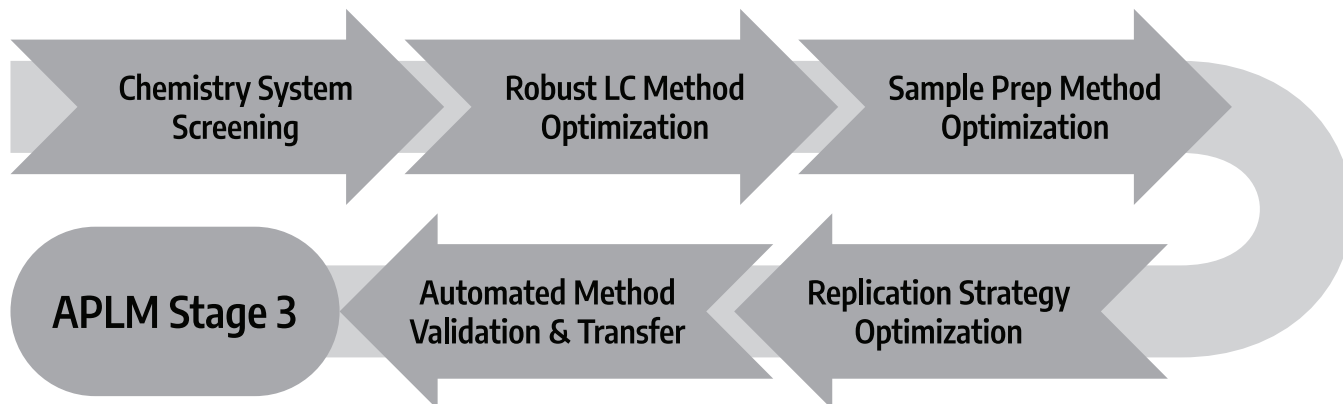 Chemistry System
Screening
Robust LC Method
Optimization
Sample Prep Method
Optimization
Replication Strategy
Optimization
Automated Method
Validation & Transfer
APLM Stage 3